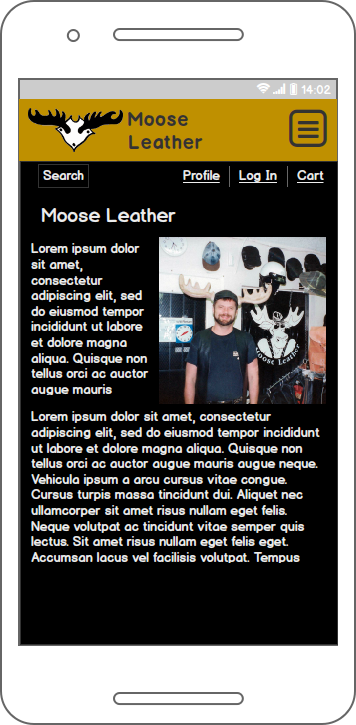 14:02
Moose
Leather
Search
Profile
Log In
Cart
Moose Leather
Lorem ipsum dolor
sit amet,
consectetur
adipiscing elit, sed
do eiusmod tempor
incididunt ut labore
et dolore magna
aliqua. Quisque non
tellus orci ac auctor
augue mauris
Moose Leather
Lorem ipsum dolor sit amet, consectetur
adipiscing elit, sed do eiusmod tempor incididunt
ut labore et dolore magna aliqua. Quisque non
tellus orci ac auctor augue mauris augue neque.
Vehicula ipsum a arcu cursus vitae congue.
Cursus turpis massa tincidunt dui. Aliquet nec
ullamcorper sit amet risus nullam eget felis.
Neque volutpat ac tincidunt vitae semper quis
lectus. Sit amet risus nullam eget felis eget.
Accumsan lacus vel facilisis volutpat. Tempus